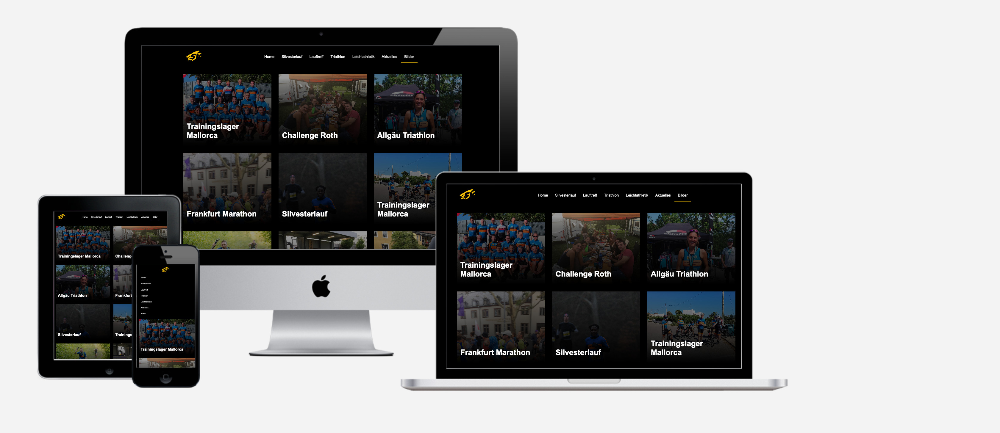 Home Silvesterlauf Lauftreff Triathlon Leichtathletik Aktuelles Bilder
skinfit
Trainingslager
Mallorca
Challenge Roth
Allgäu Triathlon
Frankfurt Marathon
Silvesterlauf
Trainingslager
Mallorca
Home Silvesterlauf Lauftreff Triathlon Leichtathletik Aktuelles Bilder
Trainingslager Mallorca
Challeng
Allgäu Triathlon
Frankfurt
Silvesterlauf
Trainings
Home
Silvesterlauf
Lauftreff
Triathlon
Leichtathletik
Aktuelles
Bilder
Trainingslager Mallorca
Home Silvesterlauf Lauftreff Triathlon Leichtathletik Aktuelles Bilder
skinfit
Trainingslager
Mallorca
Challenge Roth
Allgäu Triathlon
Frankfurt Marathon
Silvesterlauf
Trainingslager
Mallorca